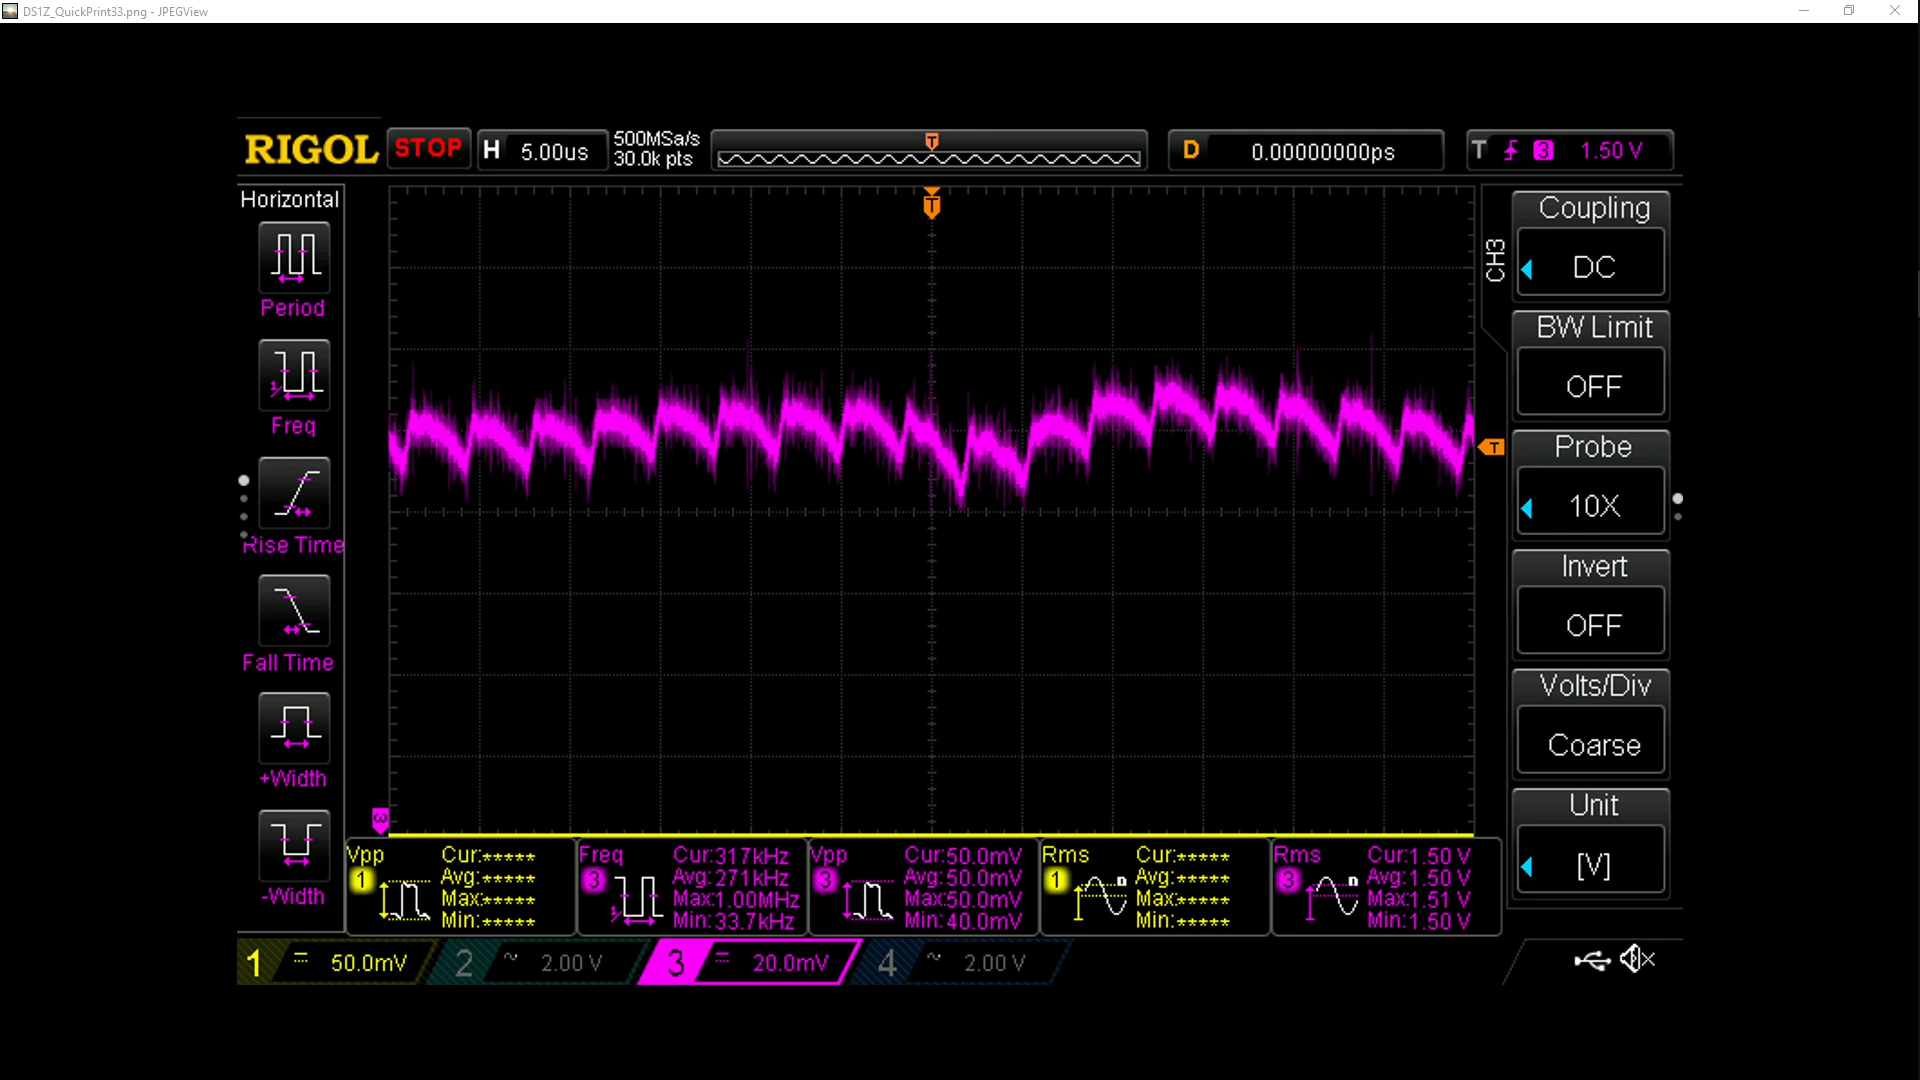 DS1Z_QuickPrint33.png - JPEGView
RIGOL STOP H 5.00us 500MSa/s 30.0k pts T D 0.00000000ps T 3 1.50 V
Horizontal
Period
Freq
Rise Time
Fall Time
+Width
-Width
T
T
3
CH3
Coupling
DC
BW Limit
OFF
Probe
10X
Invert
OFF
Volts/Div
Coarse
Unit
[V]
Vpp
1
Cur:*****
Avg:*****
Max:*****
Min:*****
Freq
3
Cur:317kHz
Avg:271kHz
Max:1.00MHz
Min:33.7kHz
Vpp
3
Cur:50.0mV
Avg:50.0mV
Max:50.0mV
Min:40.0mV
Rms
1
Cur:*****
Avg:*****
Max:*****
Min:*****
Rms
3
Cur:1.50 V
Avg:1.50 V
Max:1.51 V
Min:1.50 V
1 50.0mV 2 ~ 2.00 V 3 20.0mV 4 ~ 2.00 V